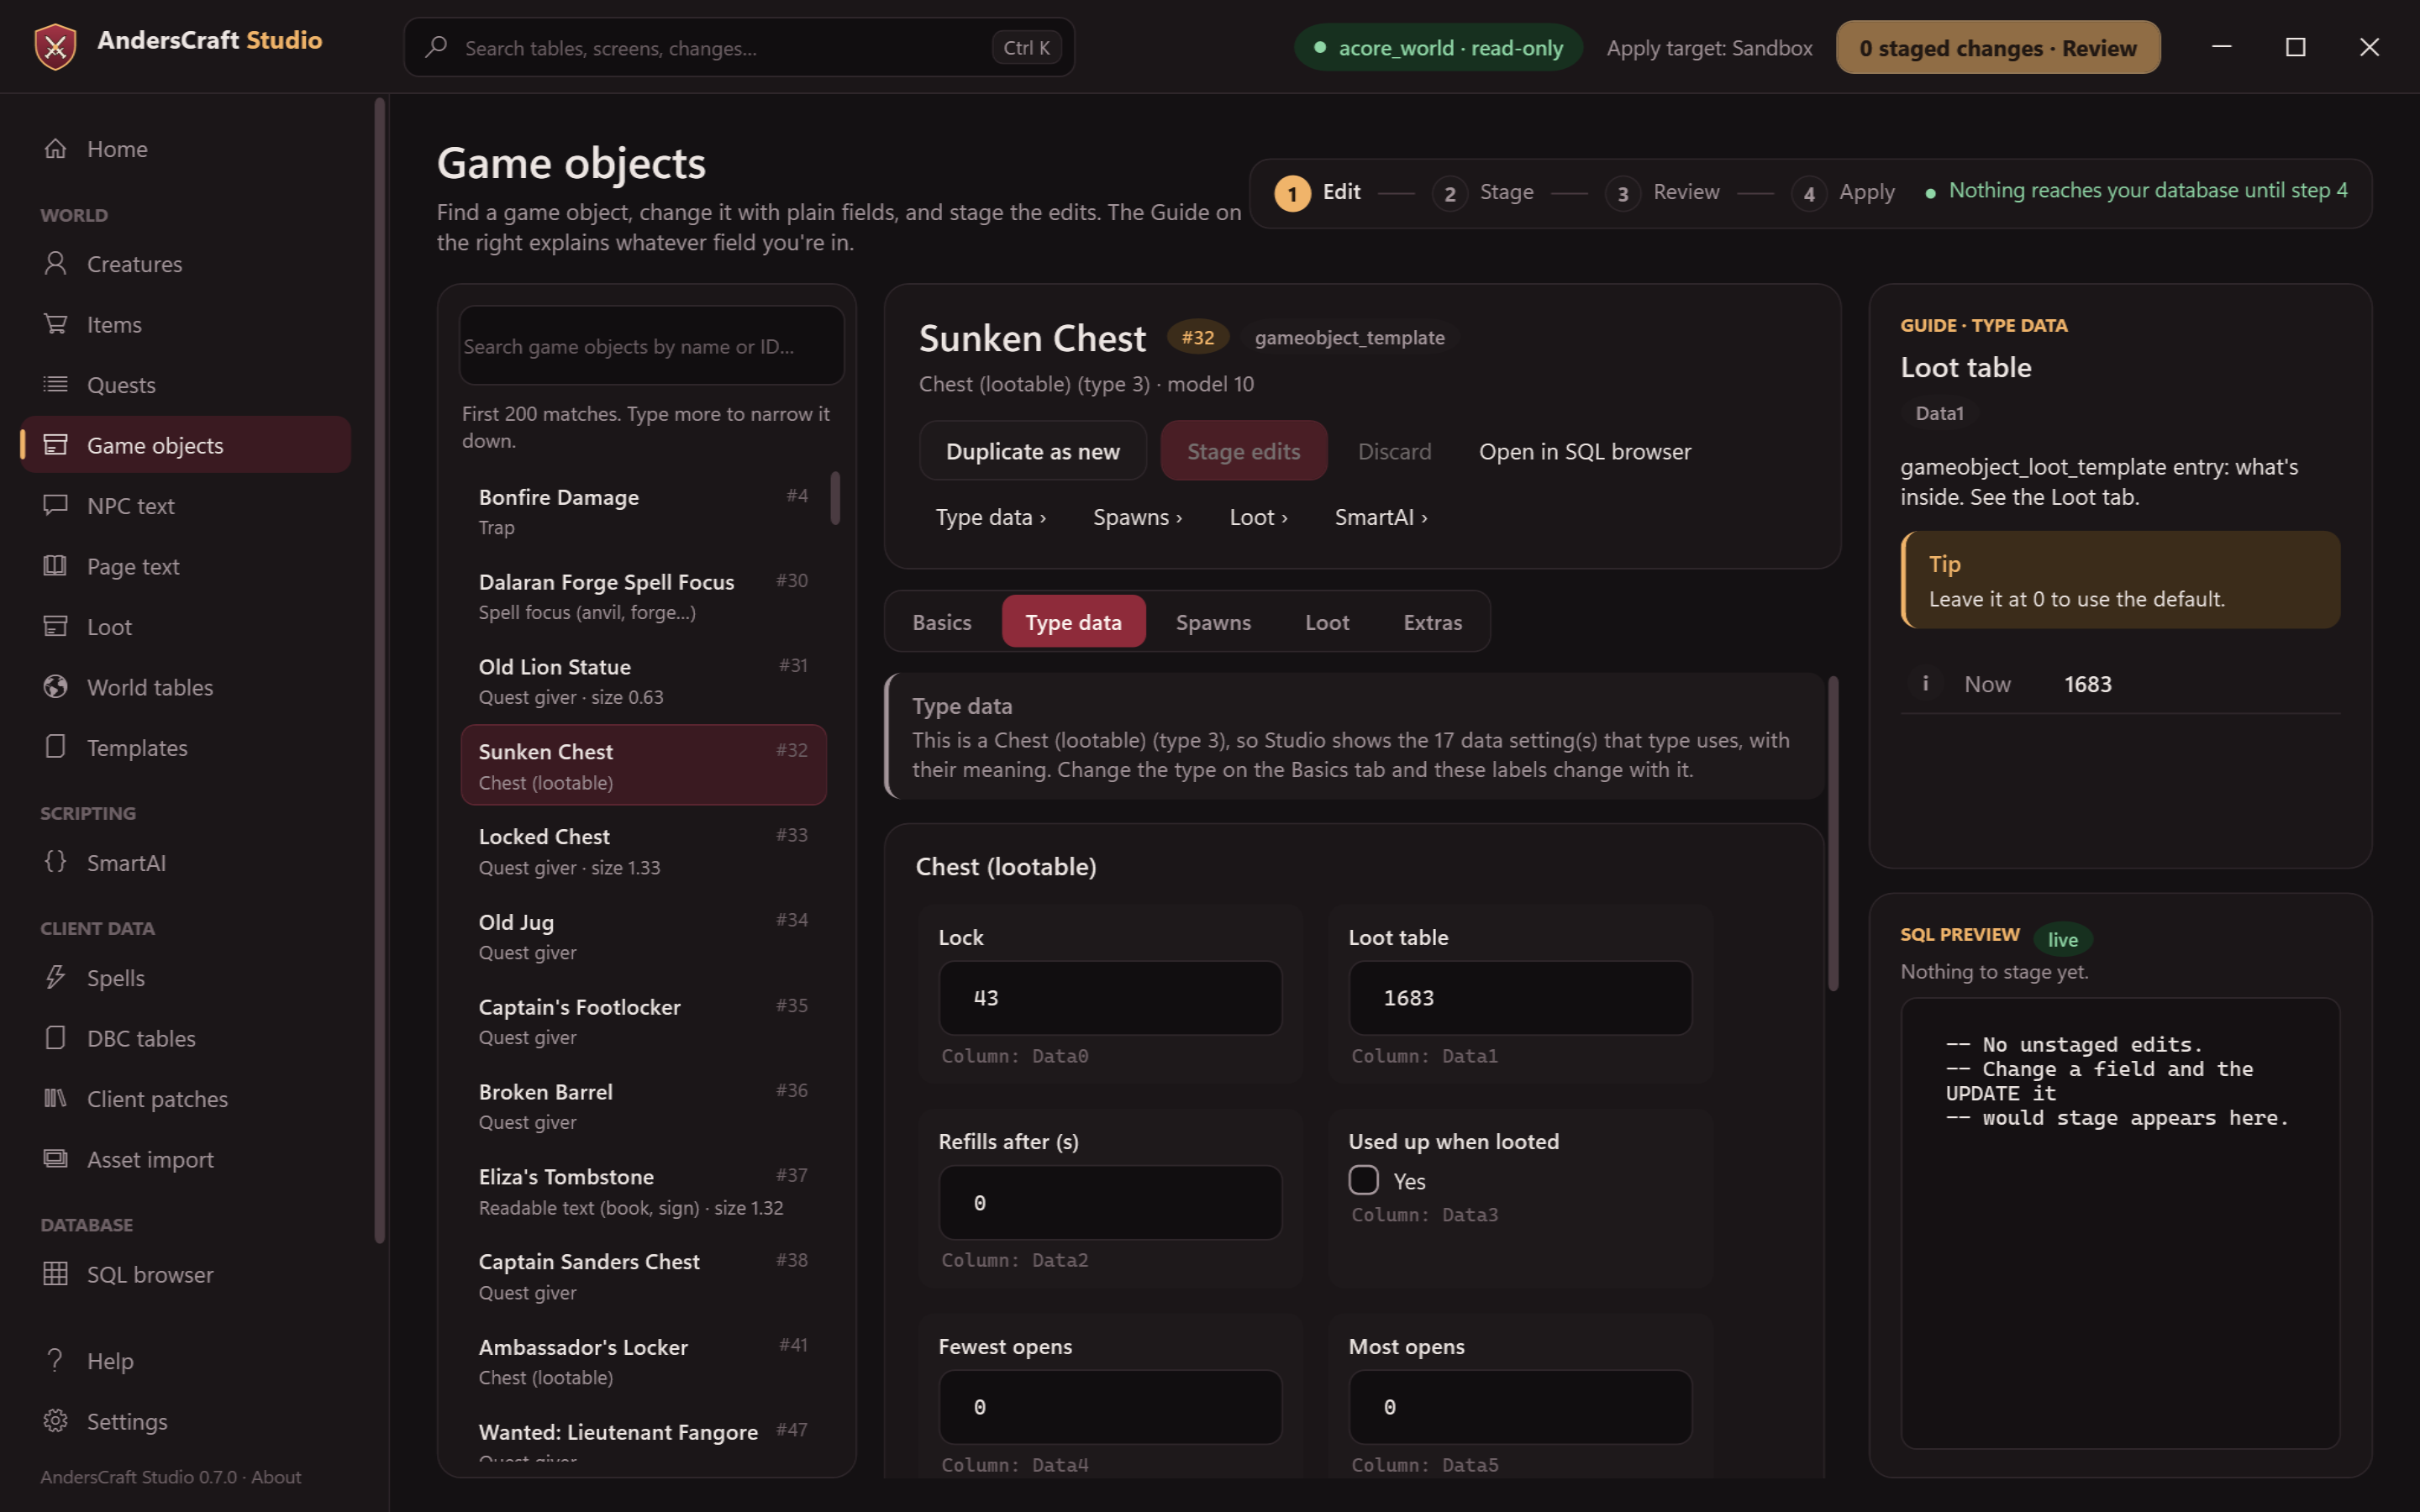 AndersCraft Studio
Search tables, screens, changes...
Ctrl K
acore_world · read-only
Apply target: Sandbox
0 staged changes · Review
Home
WORLD
Creatures
Items
Quests
Game objects
NPC text
Page text
Loot
World tables
Templates
SCRIPTING
SmartAI
CLIENT DATA
Spells
DBC tables
Client patches
Asset import
DATABASE
SQL browser
Help
Settings
AndersCraft Studio 0.7.0 · About
Game objects
Find a game object, change it with plain fields, and stage the edits. The Guide on
the right explains whatever field you're in.
1 Edit
2 Stage
3 Review
4 Apply
Nothing reaches your database until step 4
Search game objects by name or ID...
First 200 matches. Type more to narrow it
down.
Bonfire Damage #4
Trap
Dalaran Forge Spell Focus #30
Spell focus (anvil, forge...)
Old Lion Statue #31
Quest giver · size 0.63
Sunken Chest #32
Chest (lootable)
Locked Chest #33
Quest giver · size 1.33
Old Jug #34
Quest giver
Captain's Footlocker #35
Quest giver
Broken Barrel #36
Quest giver
Eliza's Tombstone #37
Readable text (book, sign) · size 1.32
Captain Sanders Chest #38
Quest giver
Ambassador's Locker #41
Chest (lootable)
Wanted: Lieutenant Fangore #47
Quest giver
Sunken Chest #32 gameobject_template
Chest (lootable) (type 3) · model 10
Duplicate as new
Stage edits
Discard
Open in SQL browser
Type data ›
Spawns ›
Loot ›
SmartAI ›
Basics
Type data
Spawns
Loot
Extras
Type data
This is a Chest (lootable) (type 3), so Studio shows the 17 data setting(s) that type uses, with
their meaning. Change the type on the Basics tab and these labels change with it.
Chest (lootable)
Lock
43
Column: Data0
Loot table
1683
Column: Data1
Refills after (s)
0
Column: Data2
Used up when looted
Yes
Column: Data3
Fewest opens
0
Column: Data4
Most opens
0
Column: Data5
GUIDE · TYPE DATA
Loot table
Data1
gameobject_loot_template entry: what's
inside. See the Loot tab.
Tip
Leave it at 0 to use the default.
i Now 1683
SQL PREVIEW live
Nothing to stage yet.
-- No unstaged edits.
-- Change a field and the
UPDATE it
-- would stage appears here.